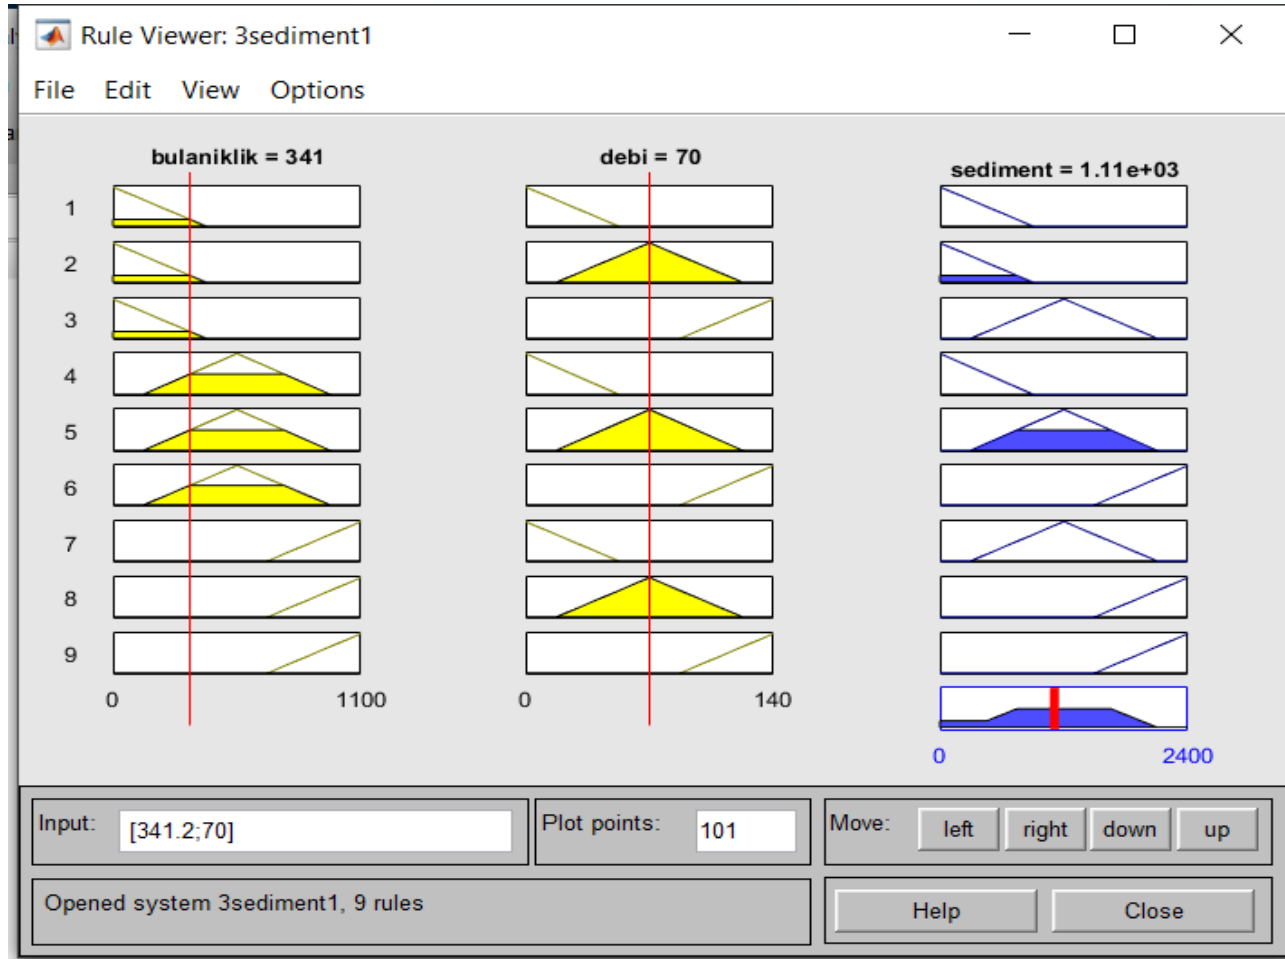 Rule Viewer: 3sediment1
File Edit View Options
bulaniklik = 341
debi = 70
sediment = 1.11e+03
1
2
3
4
5
6
7
8
9
0 1100
0 140
0 2400
Input: [341.2;70]
Plot points: 101
Move: left right down up
Opened system 3sediment1, 9 rules
Help Close